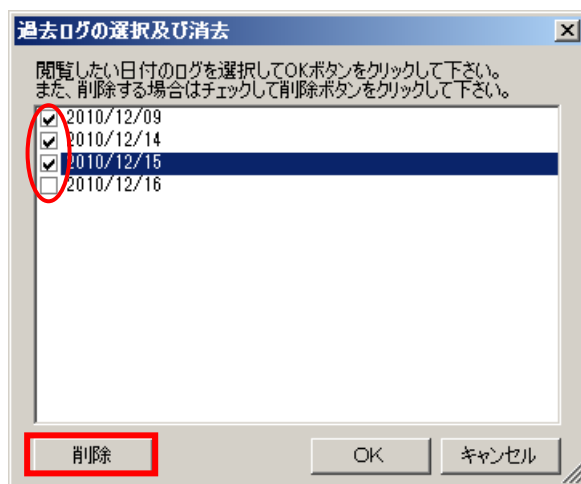 過去ログの選択及び消去
閲覧したい日付のログを選択してOKボタンをクリックして下さい。
また、削除する場合はチェックして削除ボタンをクリックして下さい。
2010/12/09
2010/12/14
2010/12/15
2010/12/16
削除 OK キャンセル